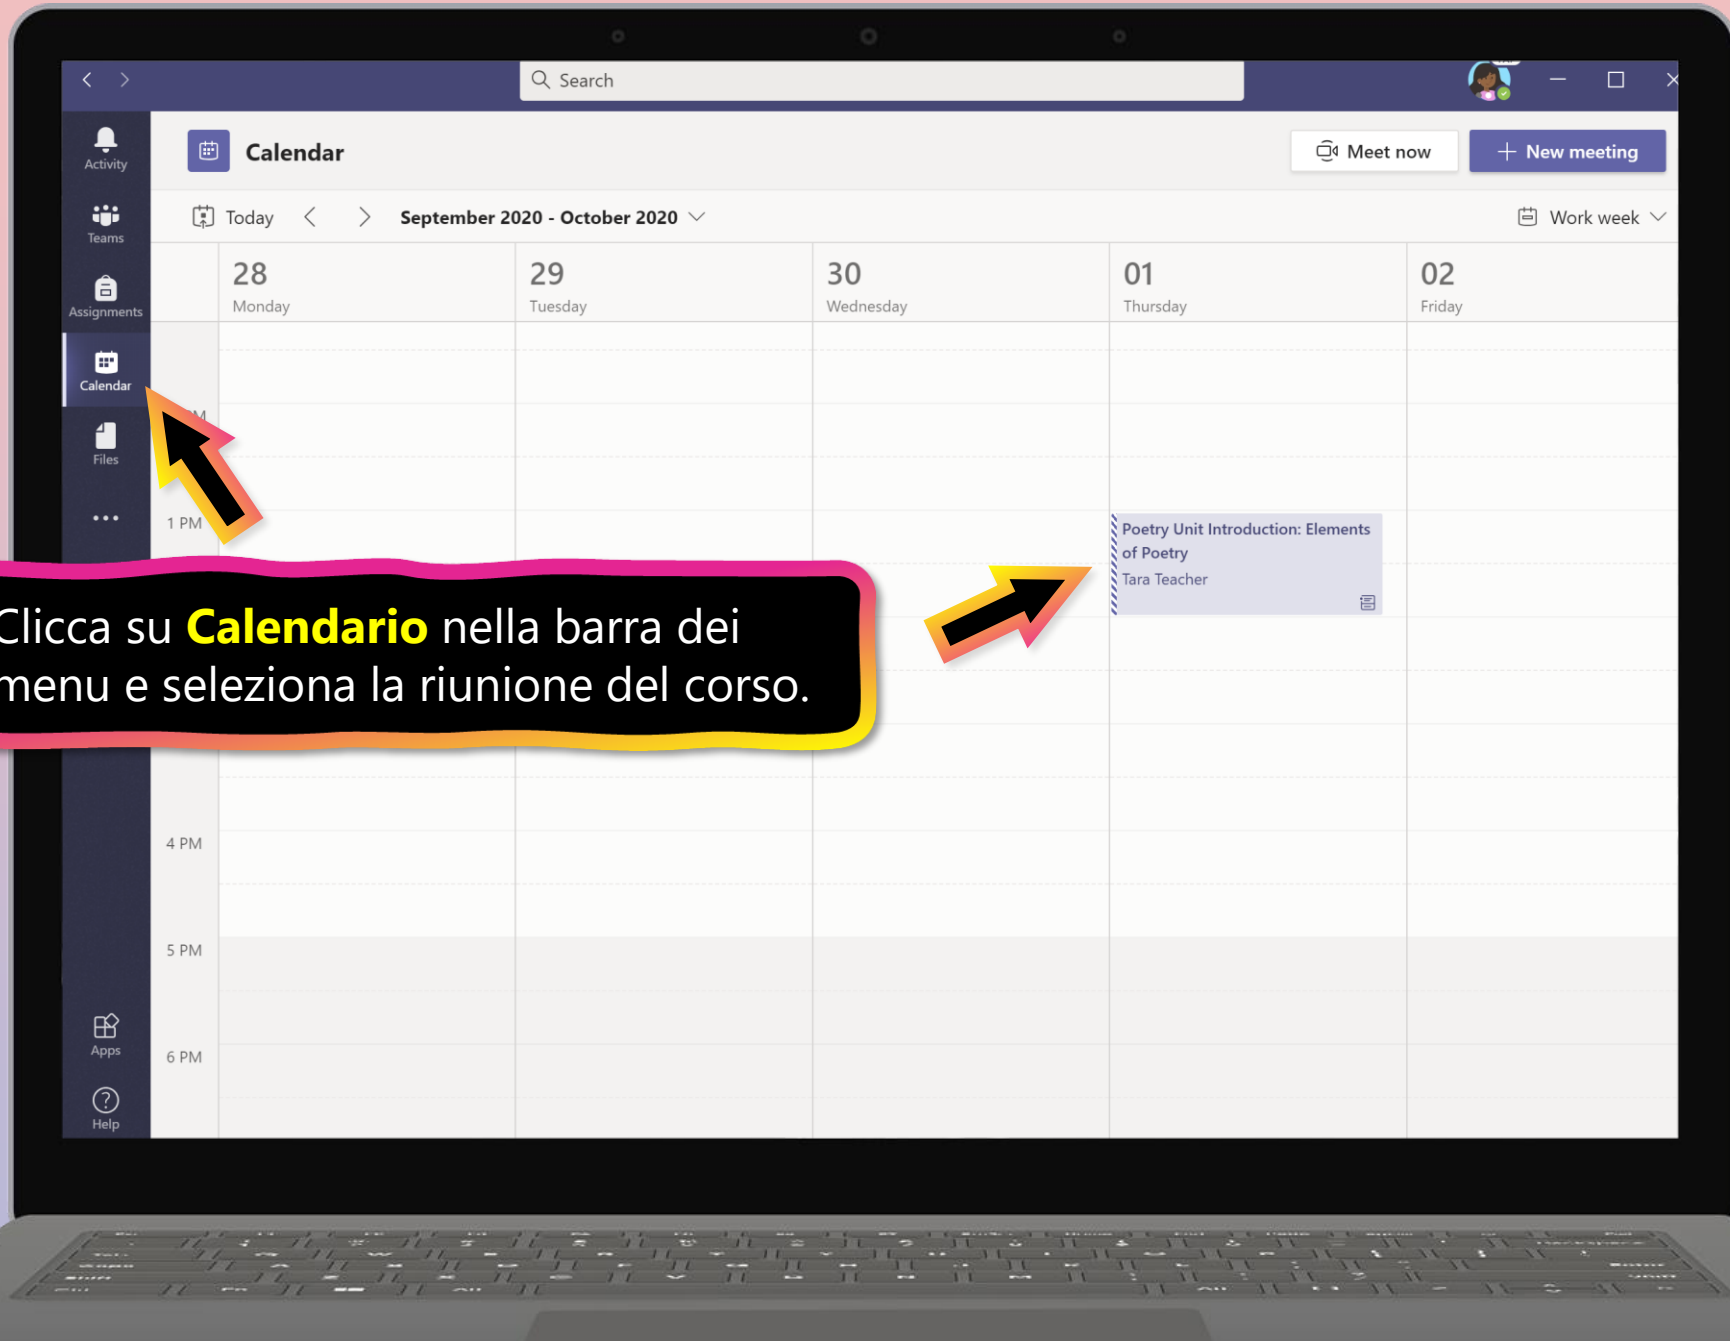 Search
Activity
Calendar
Meet now
New meeting
Teams
Today
September 2020 - October 2020
Work week
Assignments
28
29
30
01
02
Monday
Tuesday
Wednesday
Thursday
Friday
Calendar
Files
1 PM
Poetry Unit Introduction: Elements
of Poetry
Tara Teacher
Clicca su Calendario nella barra dei
menu e seleziona la riunione del corso.
4 PM
5 PM
Apps
6 PM
Help